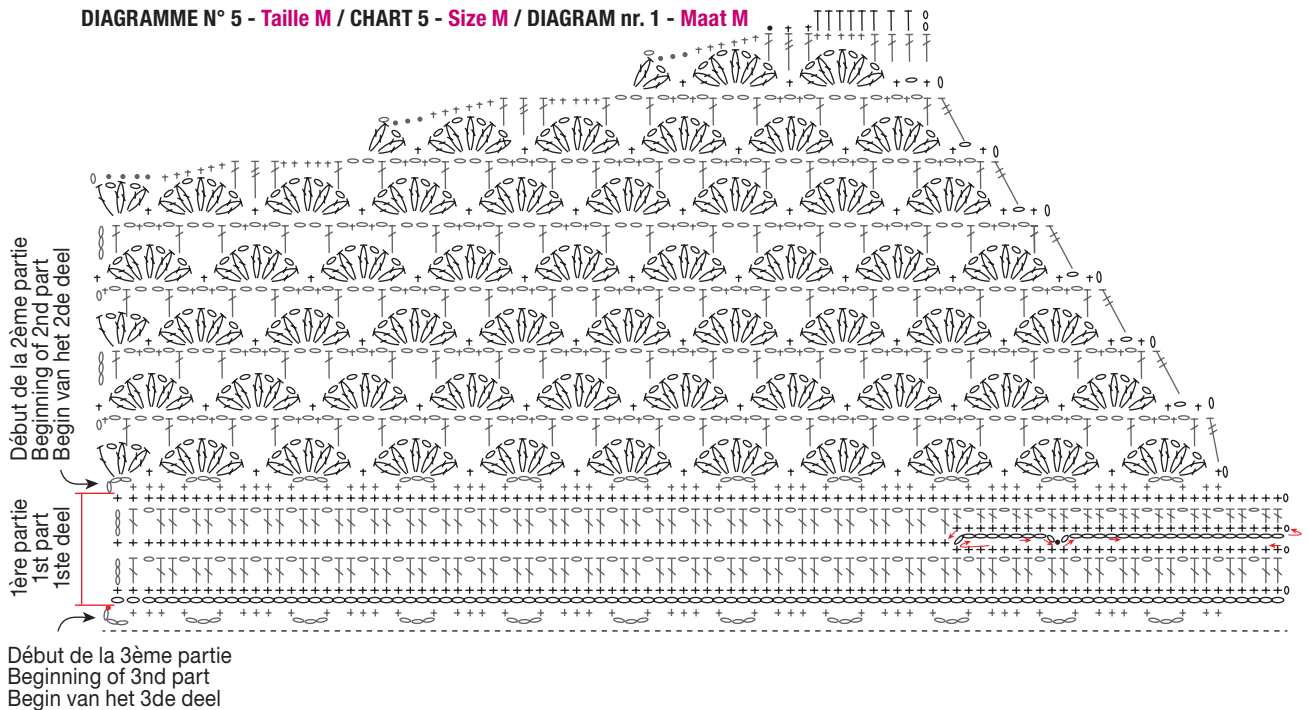 DIAGRAMME N° 5 - Taille M / CHART 5 - Size M / DIAGRAM nr. 1 - Maat M
Début de la 2ème partie
Beginning of 2nd part
Begin van het 2de deel
1ère partie
1st part
1ste deel
Début de la 3ème partie
Beginning of 3nd part
Begin van het 3de deel